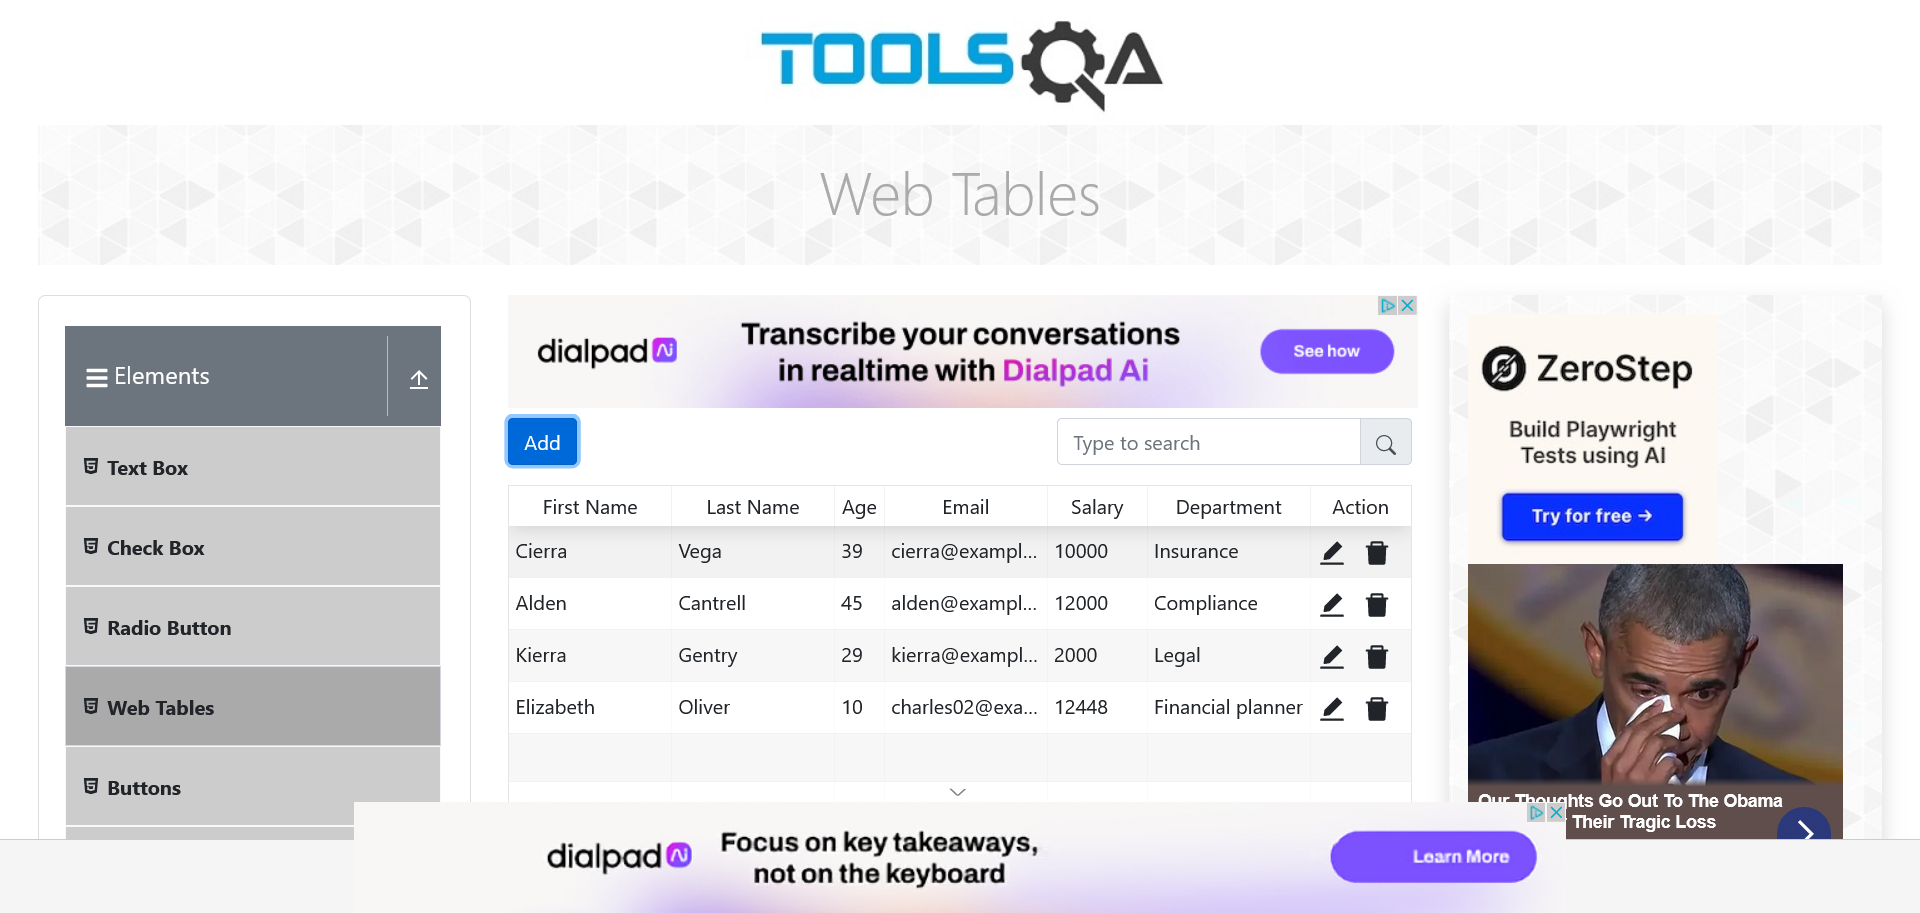 TOOLSQA
Web Tables
Elements
Text Box
Check Box
Radio Button
Web Tables
Buttons
dialpad Ai
Transcribe your conversations
in realtime with Dialpad Ai
See how
Add
Type to search
First Name Last Name Age Email Salary Department Action
Cierra Vega 39 cierra@exampl... 10000 Insurance
Alden Cantrell 45 alden@exampl... 12000 Compliance
Kierra Gentry 29 kierra@exampl... 2000 Legal
Elizabeth Oliver 10 charles02@exa... 12448 Financial planner
ZeroStep
Build Playwright
Tests using AI
Try for free →
Our Thoughts Go Out To The Obama
Their Tragic Loss
dialpad Ai
Focus on key takeaways,
not on the keyboard
Learn More